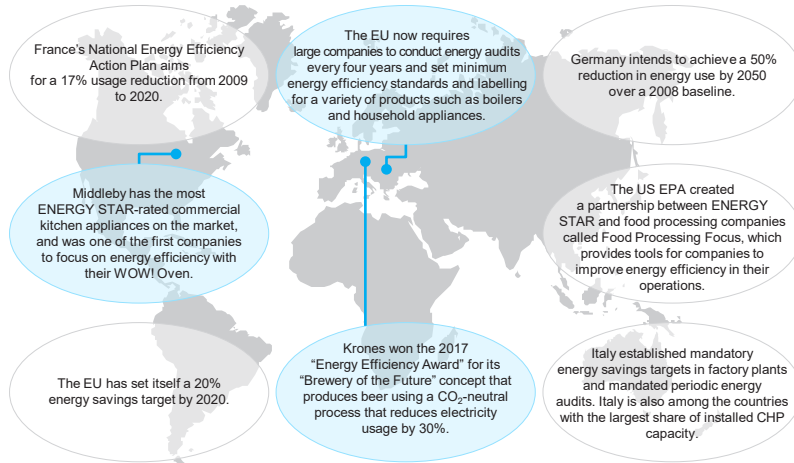 France's National Energy Efficiency
Action Plan aims
for a 17% usage reduction from 2009
to 2020.
The EU now requires
large companies to conduct energy audits
every four years and set minimum
energy efficiency standards and labelling
for a variety of products such as boilers
and household appliances.
Germany intends to achieve a 50%
reduction in energy use by 2050
over a 2008 baseline.
Middleby has the most
ENERGY STAR-rated commercial
kitchen appliances on the market,
and was one of the first companies
to focus on energy efficiency with
their WOW! Oven.
The US EPA created
a partnership between ENERGY
STAR and food processing companies
called Food Processing Focus, which
provides tools for companies to
improve energy efficiency in their
operations.
The EU has set itself a 20%
energy savings target by 2020.
Krones won the 2017
“Energy Efficiency Award” for its
“Brewery of the Future” concept that
produces beer using a CO₂-neutral
process that reduces electricity
usage by 30%.
Italy established mandatory
energy savings targets in factory plants
and mandated periodic energy
audits. Italy is also among the countries
with the largest share of installed CHP
capacity.